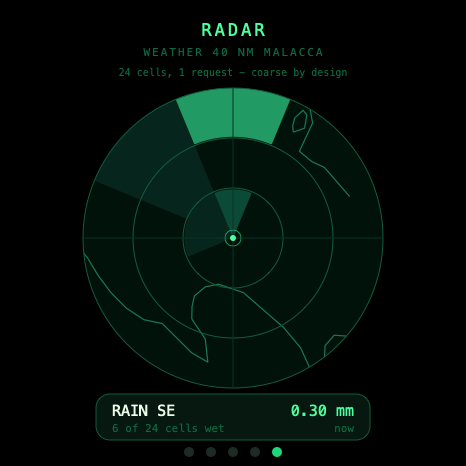 RADAR
WEATHER 40 NM MALACCA
24 cells, 1 request — coarse by design
RAIN SE
0.30 mm
6 of 24 cells wet
now